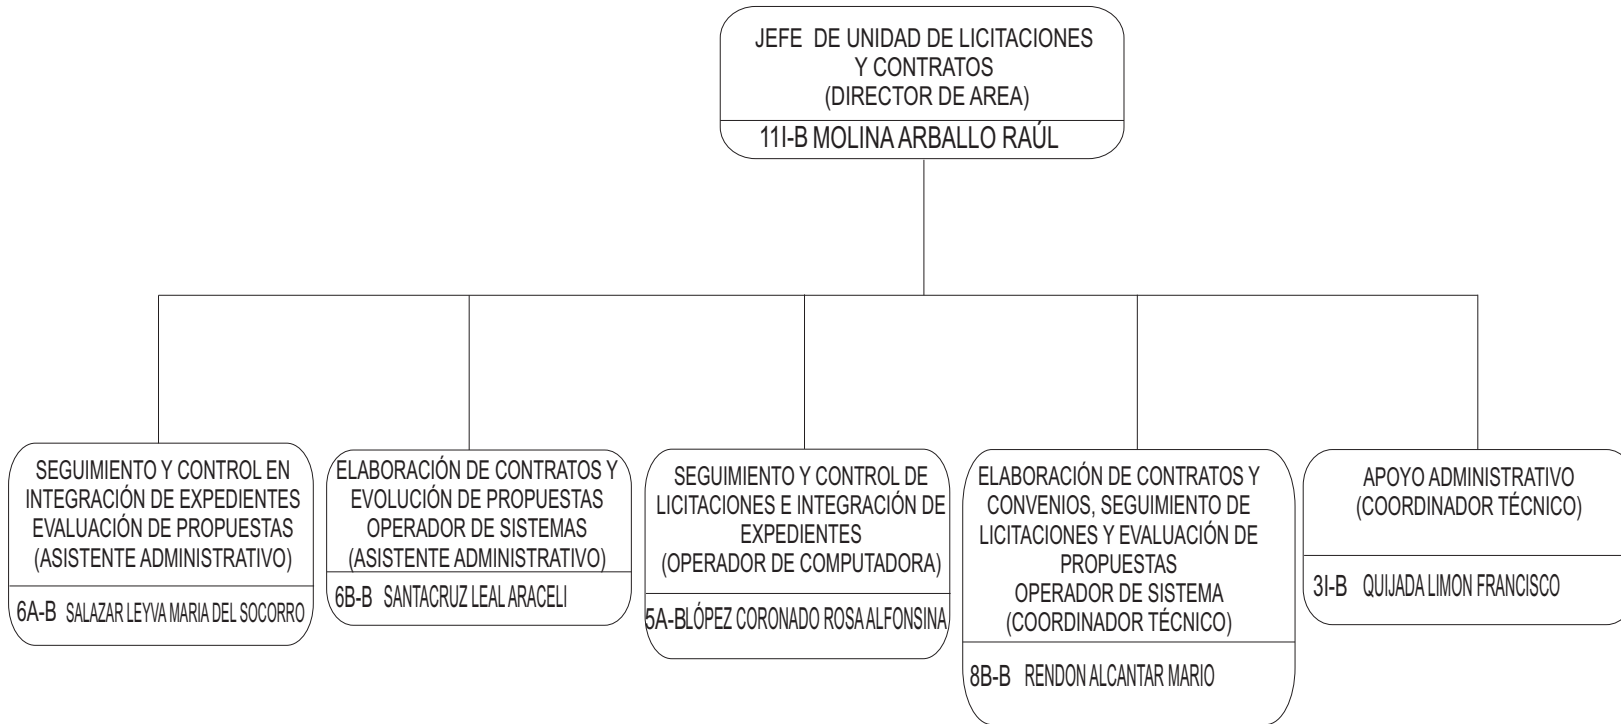 JEFE DE UNIDAD DE LICITACIONES
Y CONTRATOS
(DIRECTOR DE AREA)
11I-B MOLINA ARBALLO RAÚL
SEGUIMIENTO Y CONTROL EN
INTEGRACIÓN DE EXPEDIENTES
EVALUACIÓN DE PROPUESTAS
(ASISTENTE ADMINISTRATIVO)
6A-B SALAZAR LEYVA MARIA DEL SOCORRO
ELABORACIÓN DE CONTRATOS Y
EVOLUCIÓN DE PROPUESTAS
OPERADOR DE SISTEMAS
(ASISTENTE ADMINISTRATIVO)
6B-B SANTACRUZ LEAL ARACELI
SEGUIMIENTO Y CONTROL DE
LICITACIONES E INTEGRACIÓN DE
EXPEDIENTES
(OPERADOR DE COMPUTADORA)
5A-B LÓPEZ CORONADO ROSA ALFONSINA
ELABORACIÓN DE CONTRATOS Y
CONVENIOS, SEGUIMIENTO DE
LICITACIONES Y EVALUACIÓN DE
PROPUESTAS
OPERADOR DE SISTEMA
(COORDINADOR TÉCNICO)
8B-B RENDON ALCANTAR MARIO
APOYO ADMINISTRATIVO
(COORDINADOR TÉCNICO)
3I-B QUIJADA LIMON FRANCISCO